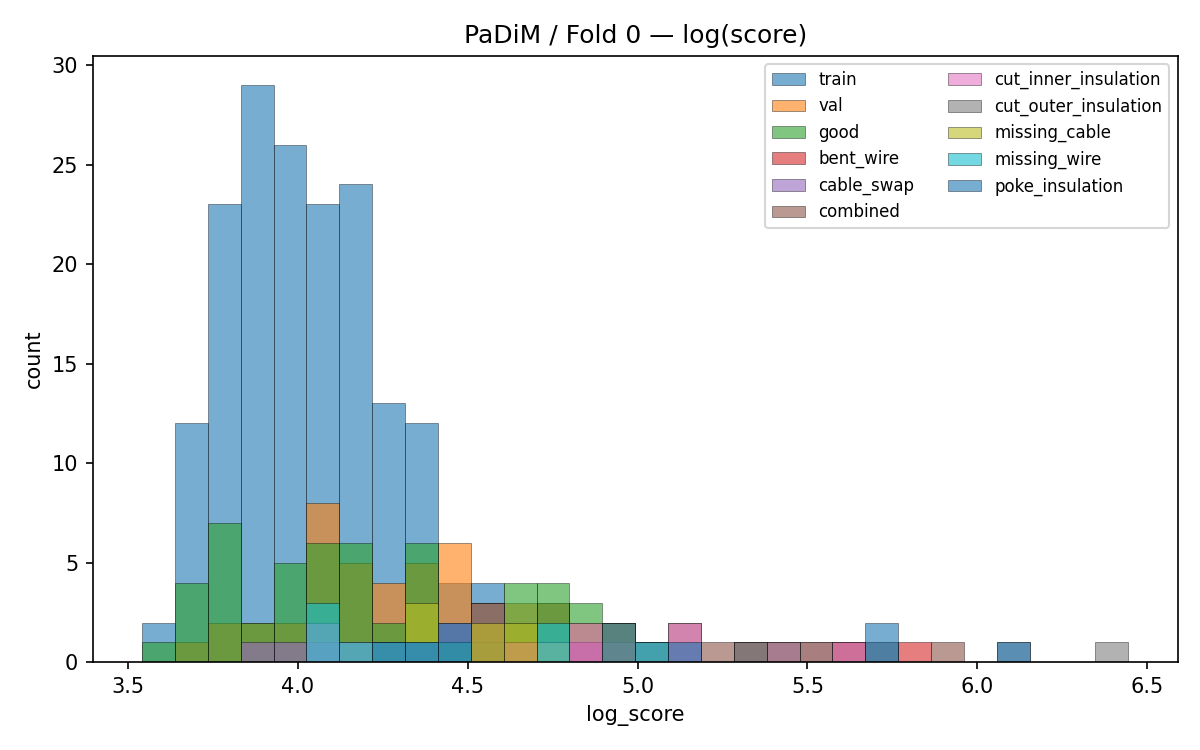 PaDiM / Fold 0 — log(score)
train
val
good
bent_wire
cable_swap
combined
cut_inner_insulation
cut_outer_insulation
missing_cable
missing_wire
poke_insulation
count
30
25
20
15
10
5
0
3.5
4.0
4.5
5.0
5.5
6.0
6.5
log_score